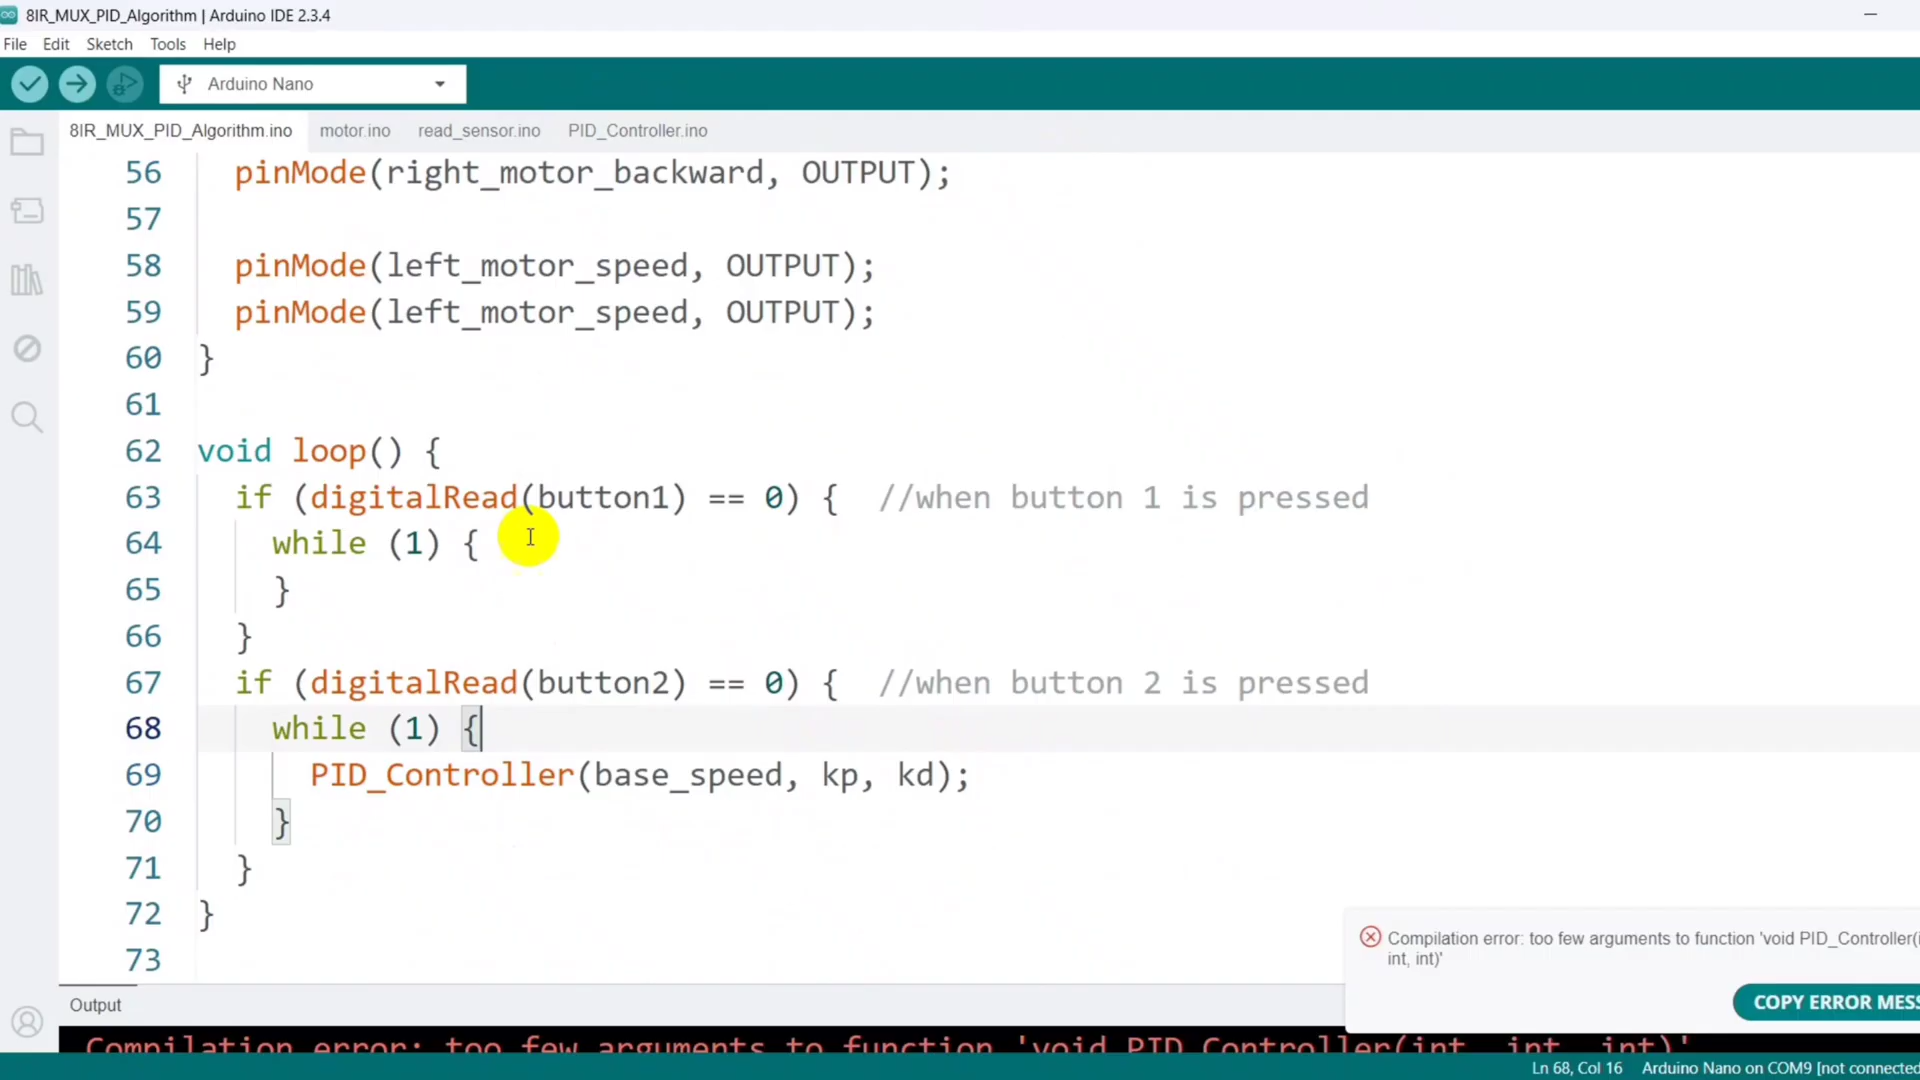 8IR_MUX_PID_Algorithm | Arduino IDE 2.3.4
File Edit Sketch Tools Help
Arduino Nano
8IR_MUX_PID_Algorithm.ino motor.ino read_sensor.ino PID_Controller.ino
56 pinMode(right_motor_backward, OUTPUT);
57
58 pinMode(left_motor_speed, OUTPUT);
59 pinMode(left_motor_speed, OUTPUT);
60 }
61
62 void loop() {
63 if (digitalRead(button1) == 0) { //when button 1 is pressed
64 while (1) {
65 }
66 }
67 if (digitalRead(button2) == 0) { //when button 2 is pressed
68 while (1) {
69 PID_Controller(base_speed, kp, kd);
70 }
71 }
72 }
73
Compilation error: too few arguments to function 'void PID_Controller(i
int, int)'
COPY ERROR MESS
Output
Compilation error: too few arguments to function 'void PID_Controller(int, int, int)'
Ln 68, Col 16 Arduino Nano on COM9 [not connected